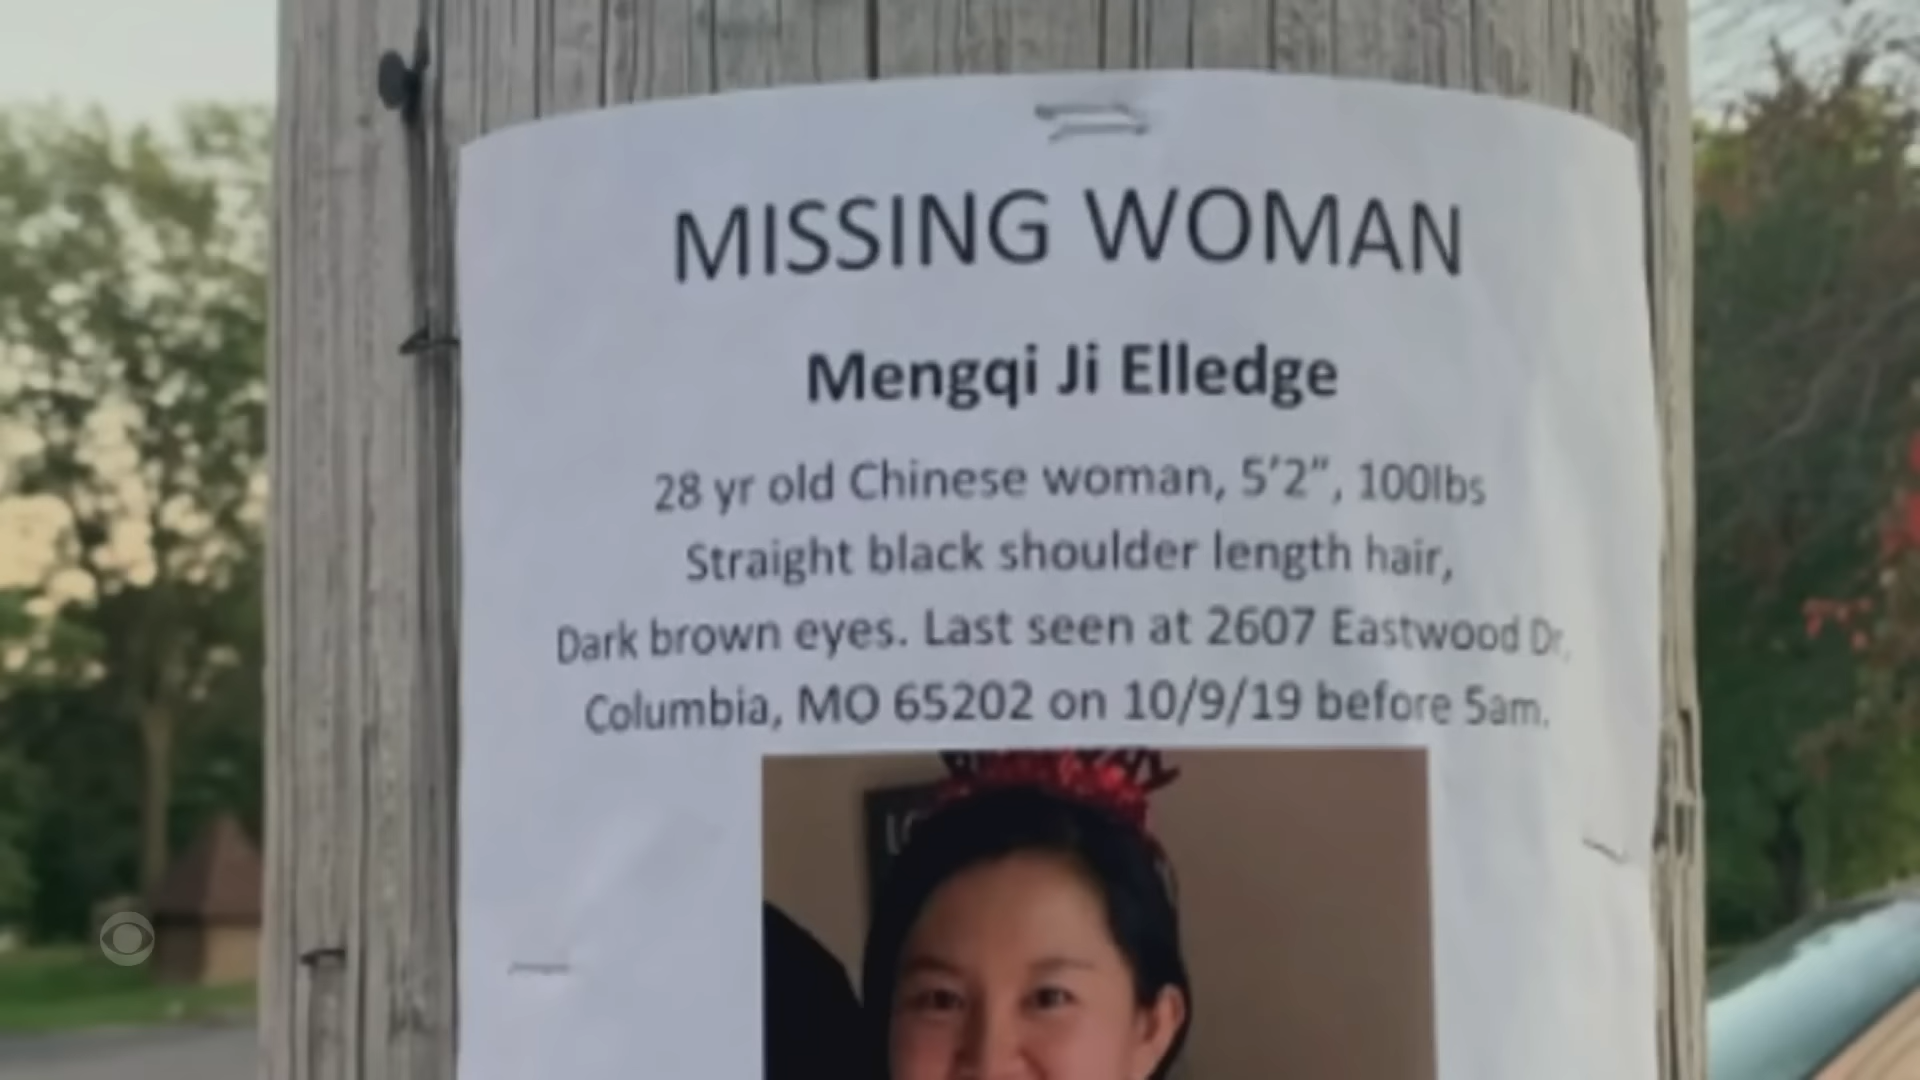 MISSING WOMAN
Mengqi Ji Elledge
28 yr old Chinese woman, 5'2", 100lbs
Straight black shoulder length hair,
Dark brown eyes. Last seen at 2607 Eastwood Dr,
Columbia, MO 65202 on 10/9/19 before 5am.